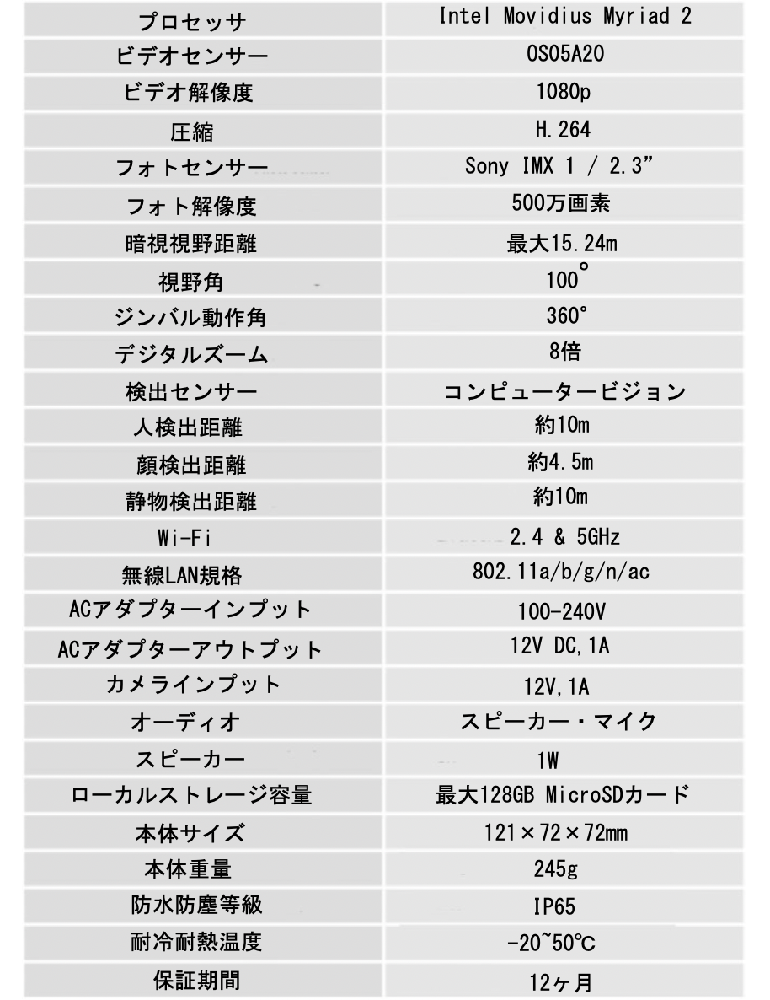 プロセッサ Intel Movidius Myriad 2
ビデオセンサー OS05A20
ビデオ解像度 1080p
圧縮 H.264
フォトセンサー Sony IMX 1 / 2.3”
フォト解像度 500万画素
暗視視野距離 最大15.24m
視野角 100°
ジンバル動作角 360°
デジタルズーム 8倍
検出センサー コンピュータービジョン
人検出距離 約10m
顔検出距離 約4.5m
静物検出距離 約10m
Wi-Fi 2.4 & 5GHz
無線LAN規格 802.11a/b/g/n/ac
ACアダプターインプット 100-240V
ACアダプターアウトプット 12V DC,1A
カメラインプット 12V,1A
オーディオ スピーカー・マイク
スピーカー 1W
ローカルストレージ容量 最大128GB MicroSDカード
本体サイズ 121×72×72mm
本体重量 245g
防水防塵等級 IP65
耐冷耐熱温度 -20~50℃
保証期間 12ヶ月